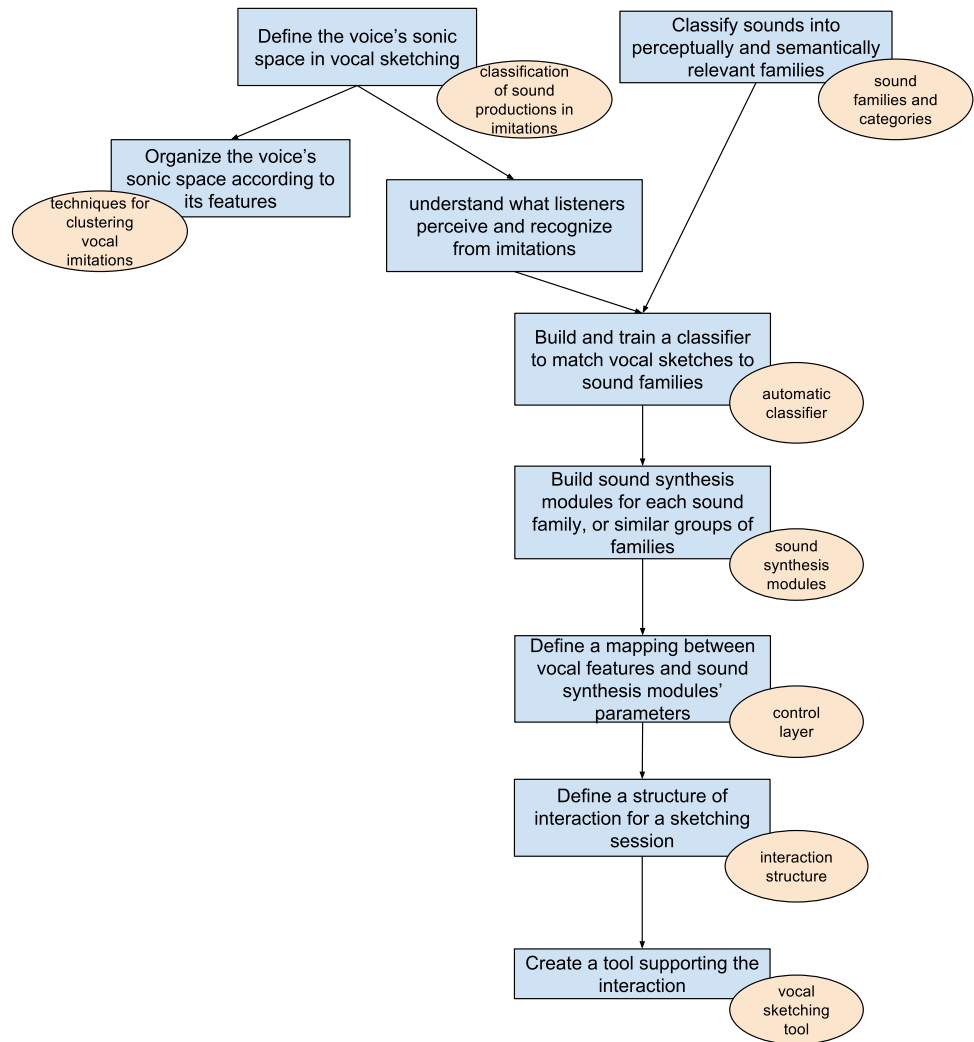 Define the voice's sonic
space in vocal sketching
classification
of sound
productions in
imitations
Classify sounds into
perceptually and semantically
relevant families
sound
families and
categories
Organize the voice's
sonic space according to
its features
techniques for
clustering
vocal
imitations
understand what listeners
perceive and recognize
from imitations
Build and train a classifier
to match vocal sketches to
sound families
automatic
classifier
Build sound synthesis
modules for each sound
family, or similar groups of
families
sound
synthesis
modules
Define a mapping between
vocal features and sound
synthesis modules'
parameters
control
layer
Define a structure of
interaction for a sketching
session
interaction
structure
Create a tool supporting the
interaction
vocal
sketching
tool